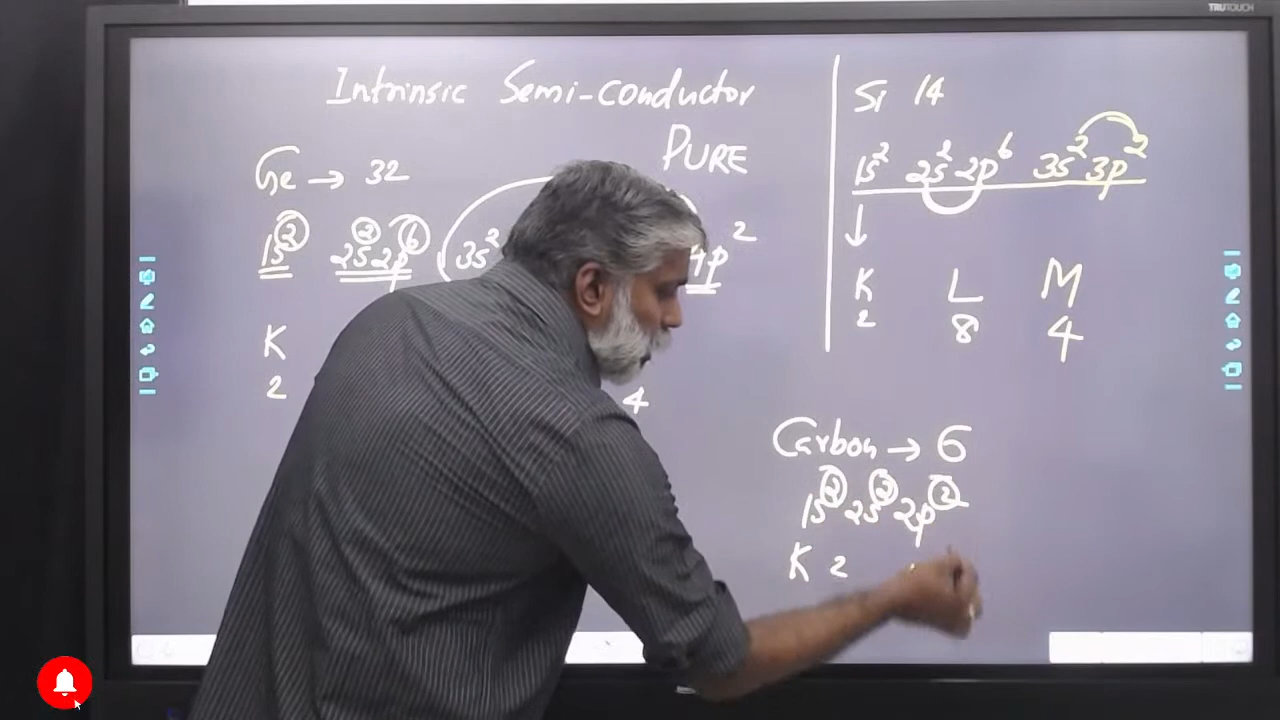 TRUTOUCH
Intrinsic Semi-conductor
PURE
Ge → 32
1s² 2s² 2p⁶ 3s² 4p²
K
2 4
Si 14
1s² 2s² 2p⁶ 3s² 3p²
K L M
2 8 4
Carbon → 6
1s² 2s² 2p²
K 2